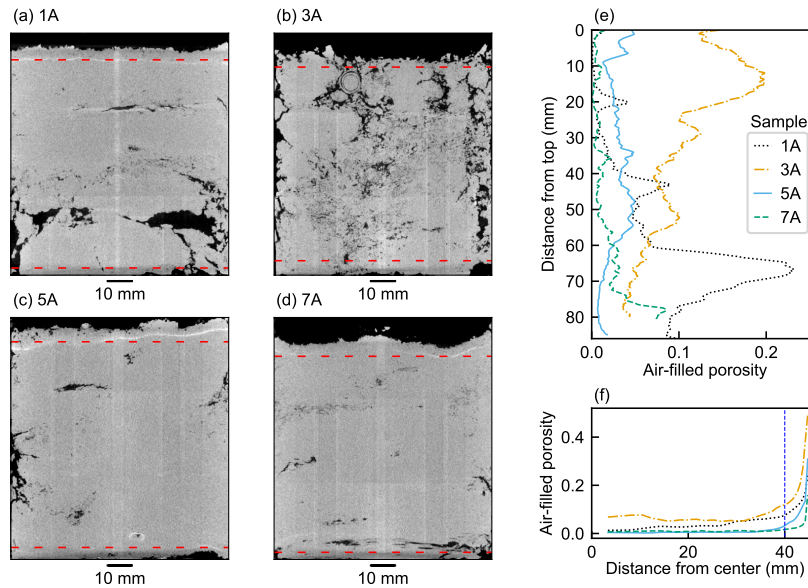 (a) 1A
10 mm
(b) 3A
10 mm
(c) 5A
10 mm
(d) 7A
10 mm
(e)
0
10
20
30
40
50
60
70
80
Distance from top (mm)
0.0
0.1
0.2
Air-filled porosity
Sample
1A
3A
5A
7A
(f)
0.4
0.2
0.0
Air-filled porosity
0
20
40
Distance from center (mm)